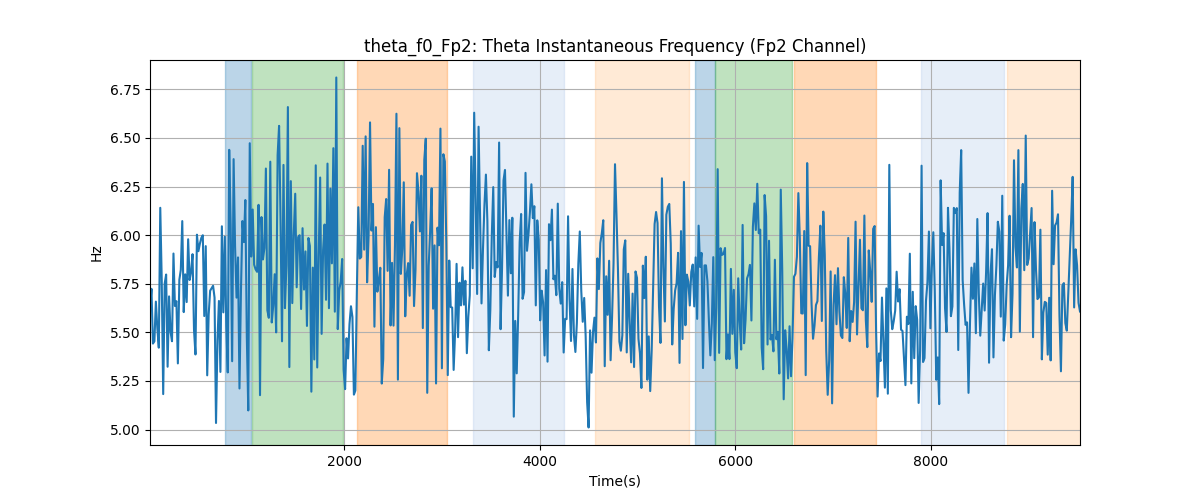 theta_f0_Fp2: Theta Instantaneous Frequency (Fp2 Channel)
Hz
6.75
6.50
6.25
6.00
5.75
5.50
5.25
5.00
2000 4000 6000 8000
Time(s)